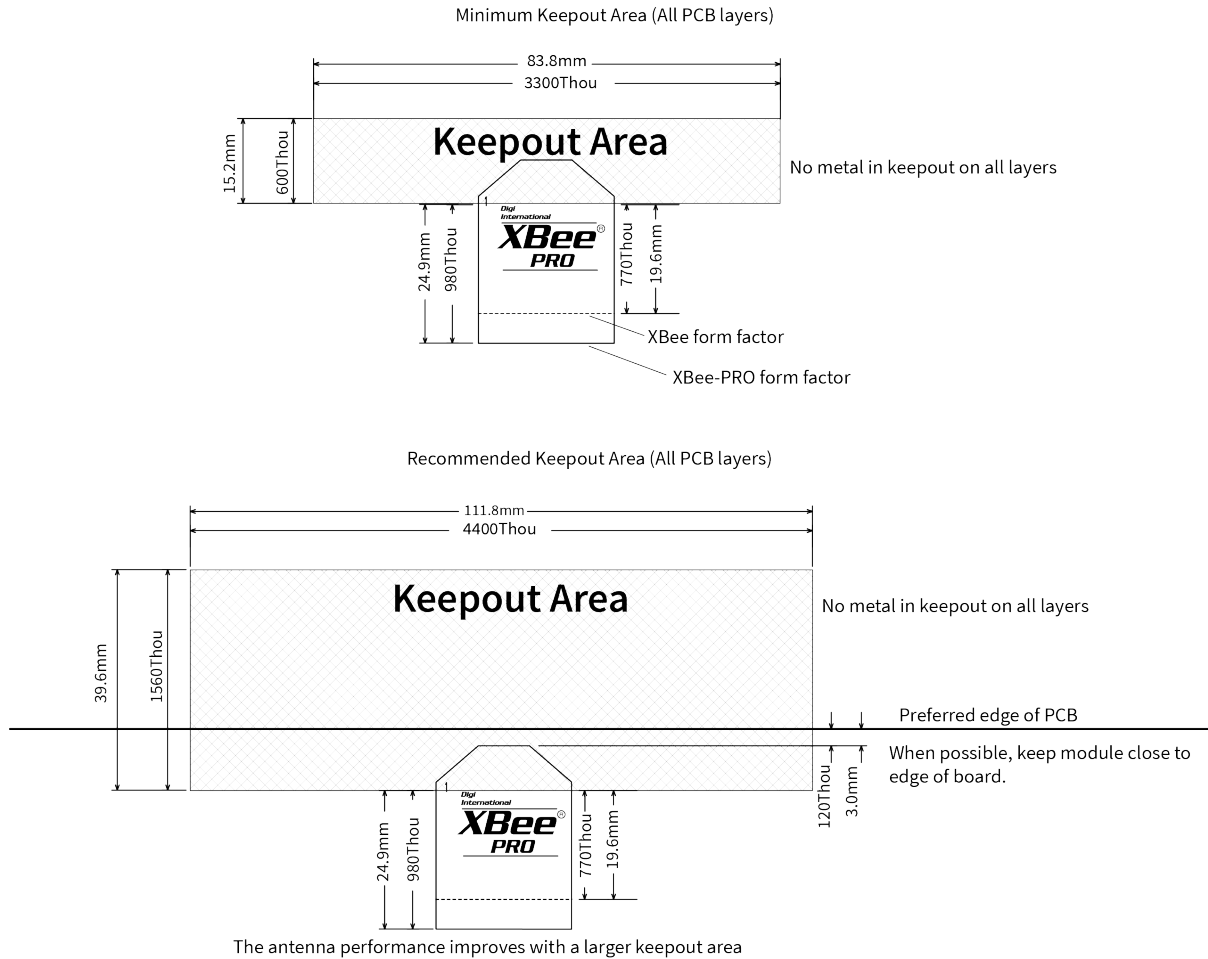 Minimum Keepout Area (All PCB layers)
83.8mm
3300Thou
Keepout Area
15.2mm
600Thou
No metal in keepout on all layers
1
Digi
International
XBee®
PRO
24.9mm
980Thou
770Thou
19.6mm
XBee form factor
XBee-PRO form factor
Recommended Keepout Area (All PCB layers)
111.8mm
4400Thou
Keepout Area
No metal in keepout on all layers
39.6mm
1560Thou
Preferred edge of PCB
When possible, keep module close to
edge of board.
120Thou
3.0mm
1
Digi
International
XBee®
PRO
24.9mm
980Thou
770Thou
19.6mm
The antenna performance improves with a larger keepout area